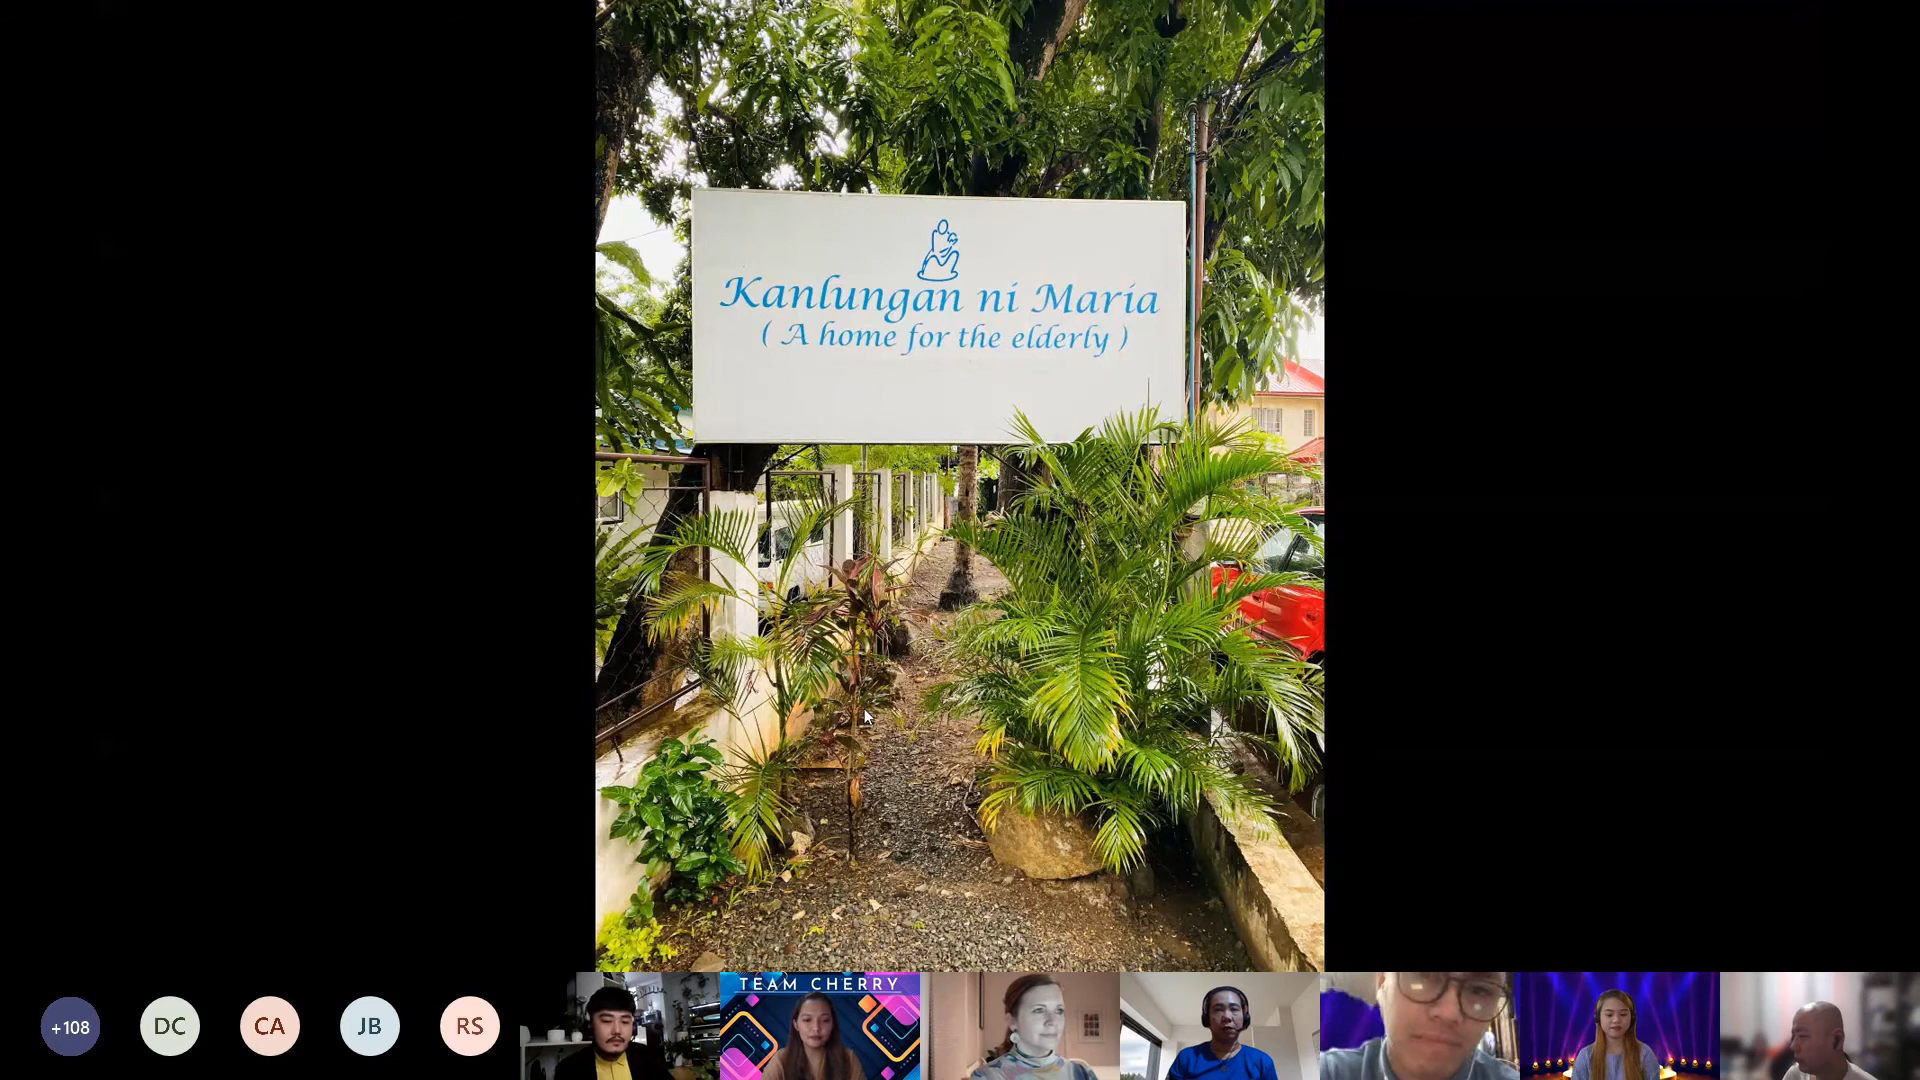 Kanlungan ni Maria
( A home for the elderly )
+108
DC
CA
JB
RS
TEAM CHERRY